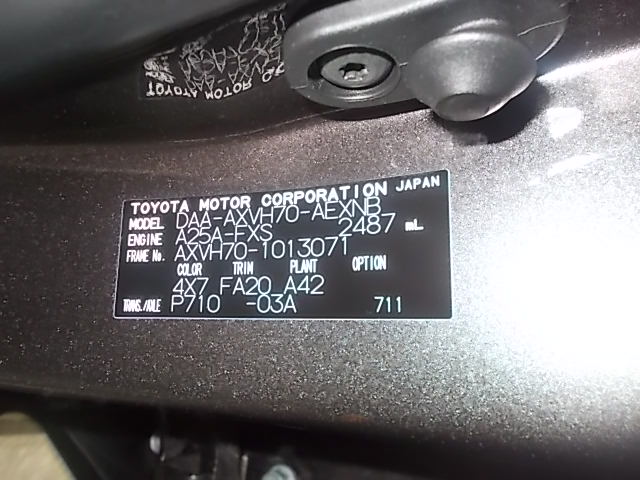 TOYOTA MOTOR CORPORATION JAPAN
MODEL DAA-AXVH70-AEXNB
ENGINE A25A-FXS 2487 mL
FRAME No. AXVH70-1013071
COLOR TRIM PLANT OPTION
4X7 FA20 A42
TRANS./AXLE P710 -03A 711